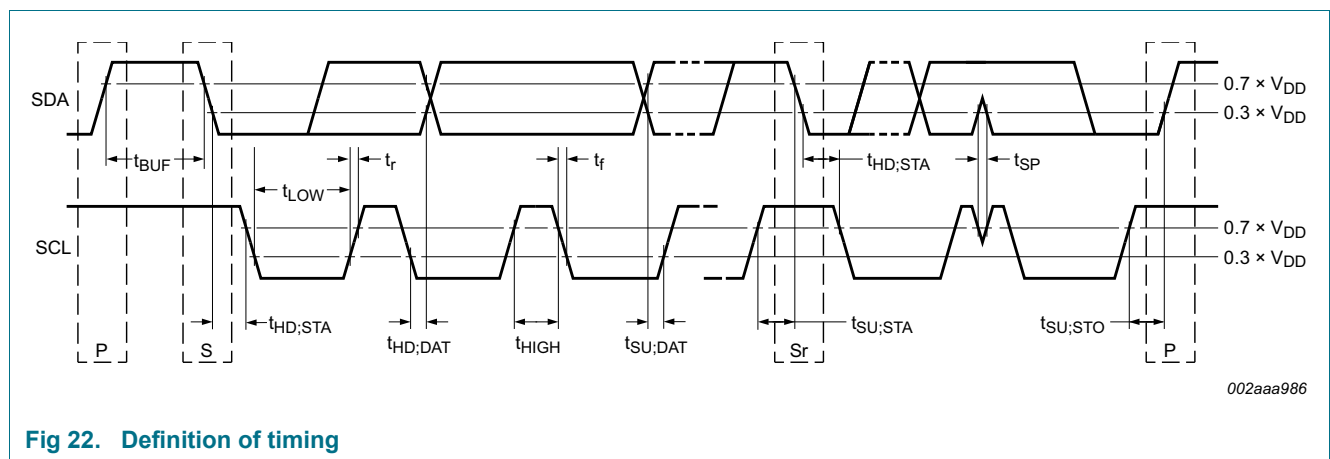 SDA
0.7 × VDD
0.3 × VDD
tBUF
tr
tf
tHD;STA
tSP
tLOW
SCL
0.7 × VDD
0.3 × VDD
tHD;STA
tHD;DAT
tHIGH
tSU;DAT
tSU;STA
tSU;STO
P
S
Sr
P
002aaa986
Fig 22. Definition of timing